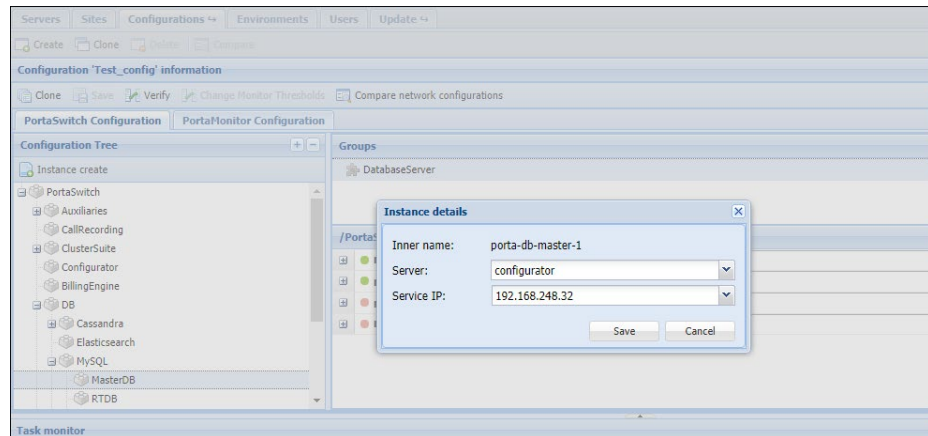 Servers Sites Configurations Environments Users Update
Create Clone Delete Compare
Configuration 'Test_config' information
Clone Save Verify Change Monitor Thresholds Compare network configurations
PortaSwitch Configuration PortaMonitor Configuration
Configuration Tree
Groups
Instance create
DatabaseServer
PortaSwitch
Auxiliaries
CallRecording
ClusterSuite
Configurator
BillingEngine
DB
Cassandra
Elasticsearch
MySQL
MasterDB
RTDB
Instance details
Inner name: porta-db-master-1
Server: configurator
Service IP: 192.168.248.32
Save Cancel
Task monitor